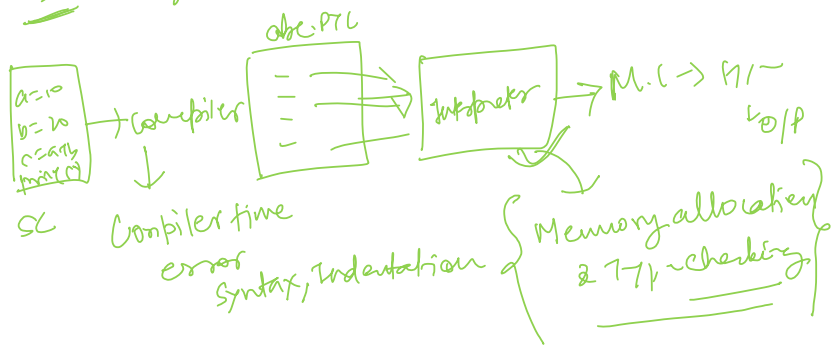 abc.PYC
a=10
b=20
c=a+b
print(c)
SC
Compiler
Interpreter
M.C → H/
O/P
Compiler time
error
Syntax, Indentation
Memory allocation
& Type checking